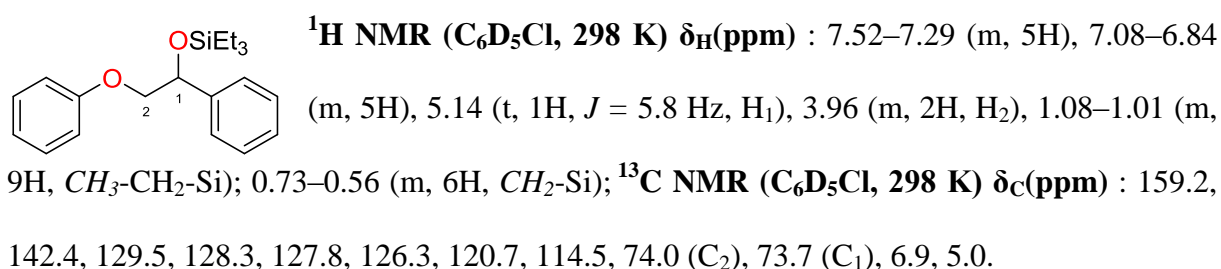 OSiEt₃
O
2
1
¹H NMR (C₆D₅Cl, 298 K) δH(ppm) : 7.52–7.29 (m, 5H), 7.08–6.84
(m, 5H), 5.14 (t, 1H, J = 5.8 Hz, H₁), 3.96 (m, 2H, H₂), 1.08–1.01 (m,
9H, CH₃-CH₂-Si); 0.73–0.56 (m, 6H, CH₂-Si); ¹³C NMR (C₆D₅Cl, 298 K) δC(ppm) : 159.2,
142.4, 129.5, 128.3, 127.8, 126.3, 120.7, 114.5, 74.0 (C₂), 73.7 (C₁), 6.9, 5.0.